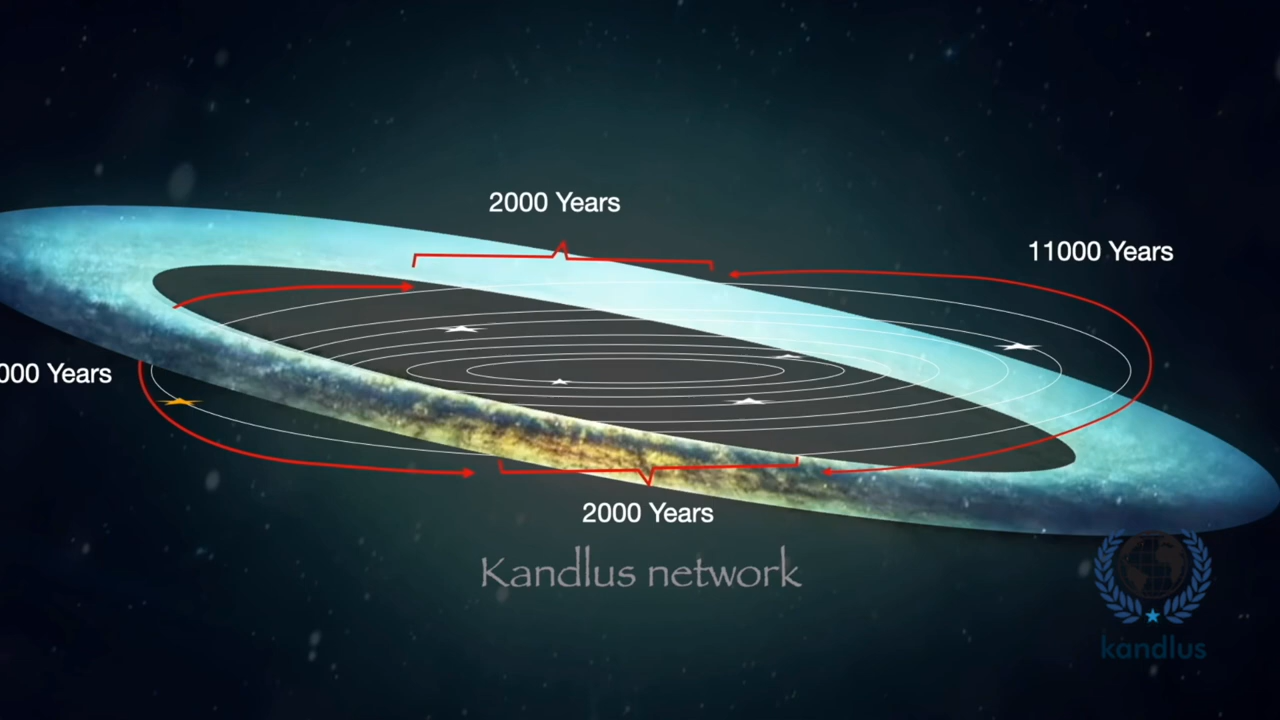 2000 Years
11000 Years
000 Years
2000 Years
Kandlus network
kandlus